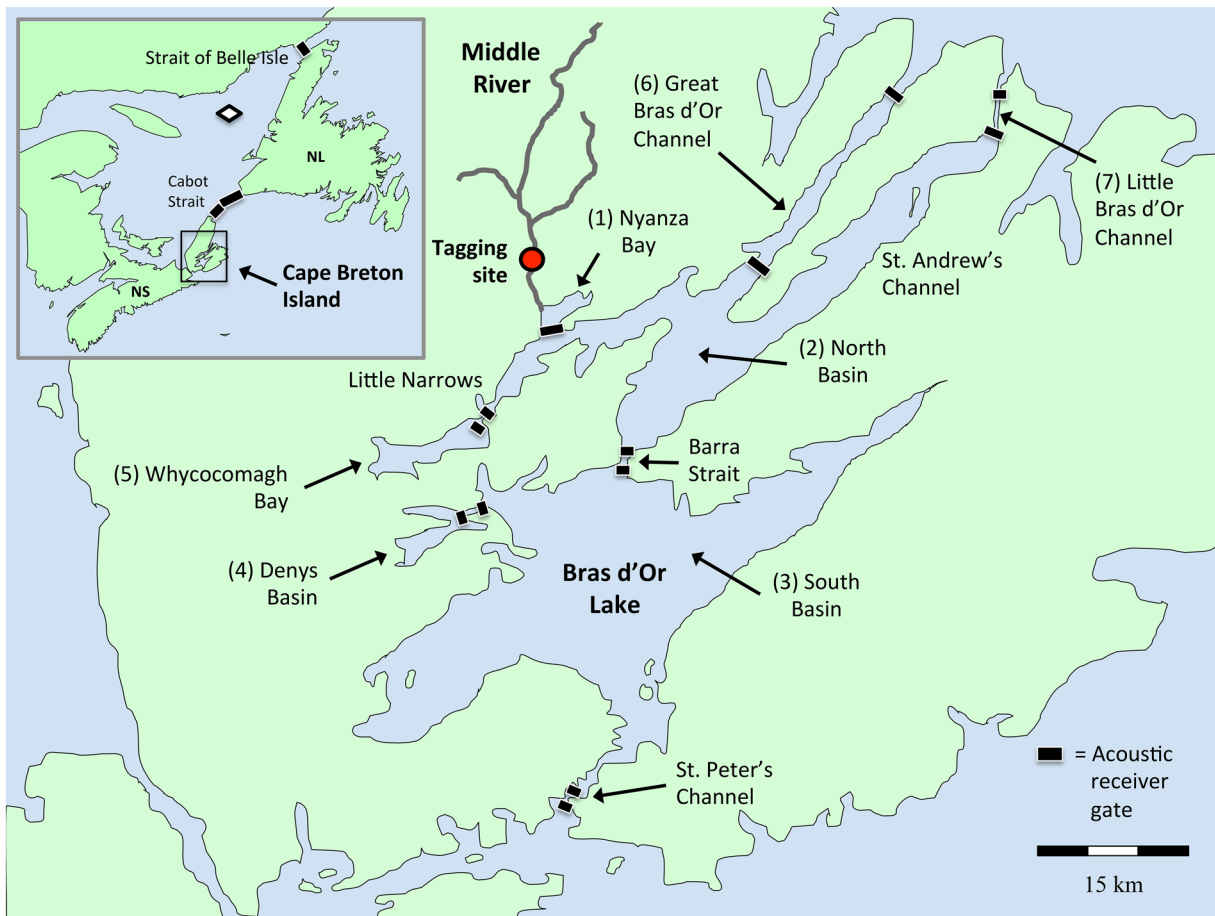 Strait of Belle Isle
NL
Cabot
Strait
Cape Breton
Island
NS
Middle
River
(6) Great
Bras d’Or
Channel
(7) Little
Bras d’Or
Channel
(1) Nyanza
Bay
Tagging
site
St. Andrew’s
Channel
(2) North
Basin
Little Narrows
Barra
Strait
(5) Whycocomagh
Bay
(4) Denys
Basin
Bras d’Or
Lake
(3) South
Basin
St. Peter’s
Channel
= Acoustic
receiver
gate
15 km